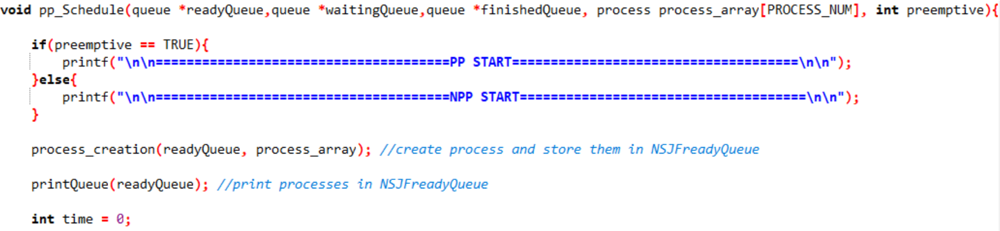 void pp_Schedule(queue *readyQueue,queue *waitingQueue,queue *finishedQueue, process process_array[PROCESS_NUM], int preemptive){
if(preemptive == TRUE){
printf("\n\n======================================PP START=====================================\n\n");
}else{
printf("\n\n======================================NPP START=====================================\n\n");
}
process_creation(readyQueue, process_array); //create process and store them in NSJFreadyQueue
printQueue(readyQueue); //print processes in NSJFreadyQueue
int time = 0;